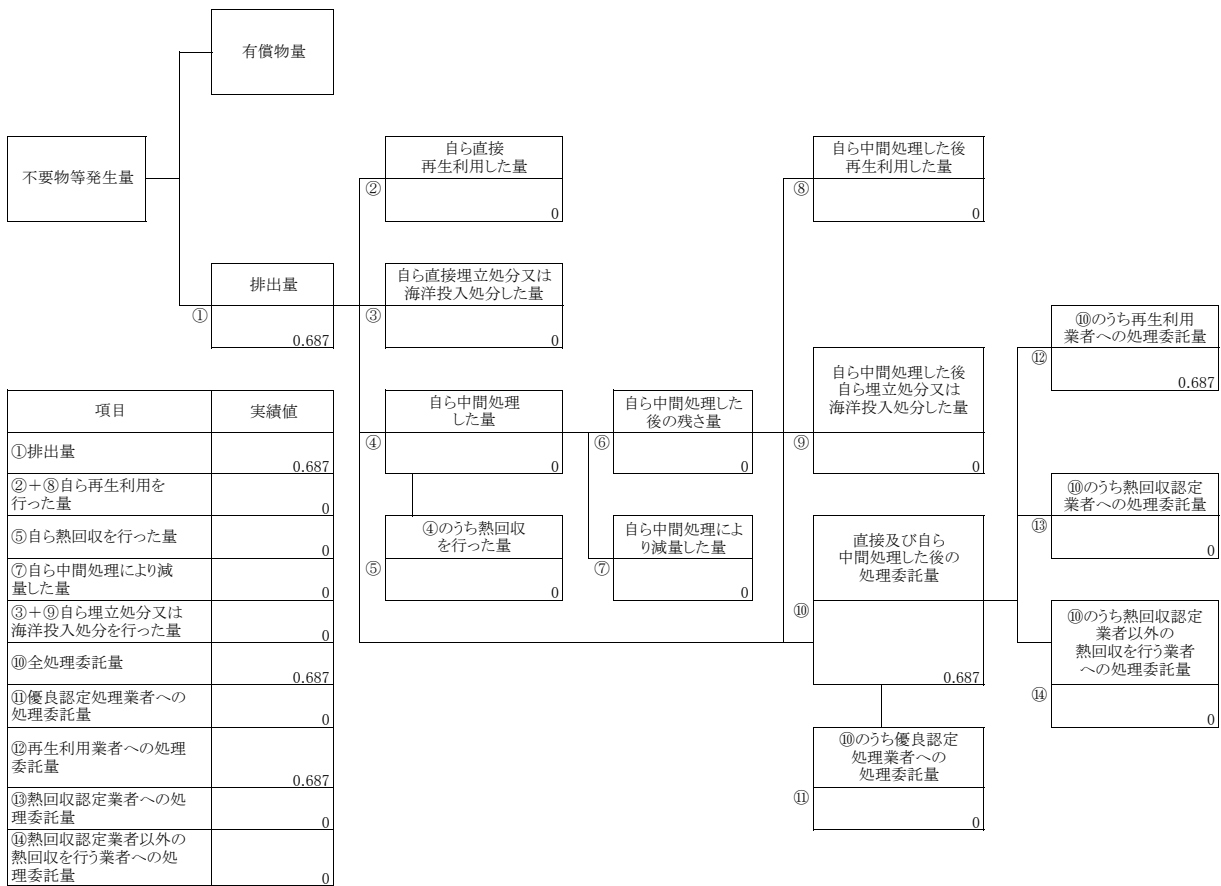 有償物量
不要物等発生量
自ら直接
再生利用した量
②
0
自ら中間処理した後
再生利用した量
⑧
0
排出量
①
0.687
自ら直接埋立処分又は
海洋投入処分した量
③
0
⑩のうち再生利用
業者への処理委託量
⑫
0.687
自ら中間処理
した量
④
0
自ら中間処理した
後の残さ量
⑥
0
自ら中間処理した後
自ら埋立処分又は
海洋投入処分した量
⑨
0
⑩のうち熱回収認定
業者への処理委託量
⑬
0
④のうち熱回収
を行った量
⑤
0
自ら中間処理によ
り減量した量
⑦
0
直接及び自ら
中間処理した後の
処理委託量
⑩
0.687
⑩のうち熱回収認定
業者以外の
熱回収を行う業者
への処理委託量
⑭
0
⑩のうち優良認定
処理業者への
処理委託量
⑪
0
項目 実績値
①排出量
0.687
②+⑧自ら再生利用を
行った量
0
⑤自ら熱回収を行った量
0
⑦自ら中間処理により減
量した量
0
③+⑨自ら埋立処分又は
海洋投入処分を行った量
0
⑩全処理委託量
0.687
⑪優良認定処理業者への
処理委託量
0
⑫再生利用業者への処理
委託量
0.687
⑬熱回収認定業者への処
理委託量
0
⑭熱回収認定業者以外の
熱回収を行う業者への処
理委託量
0